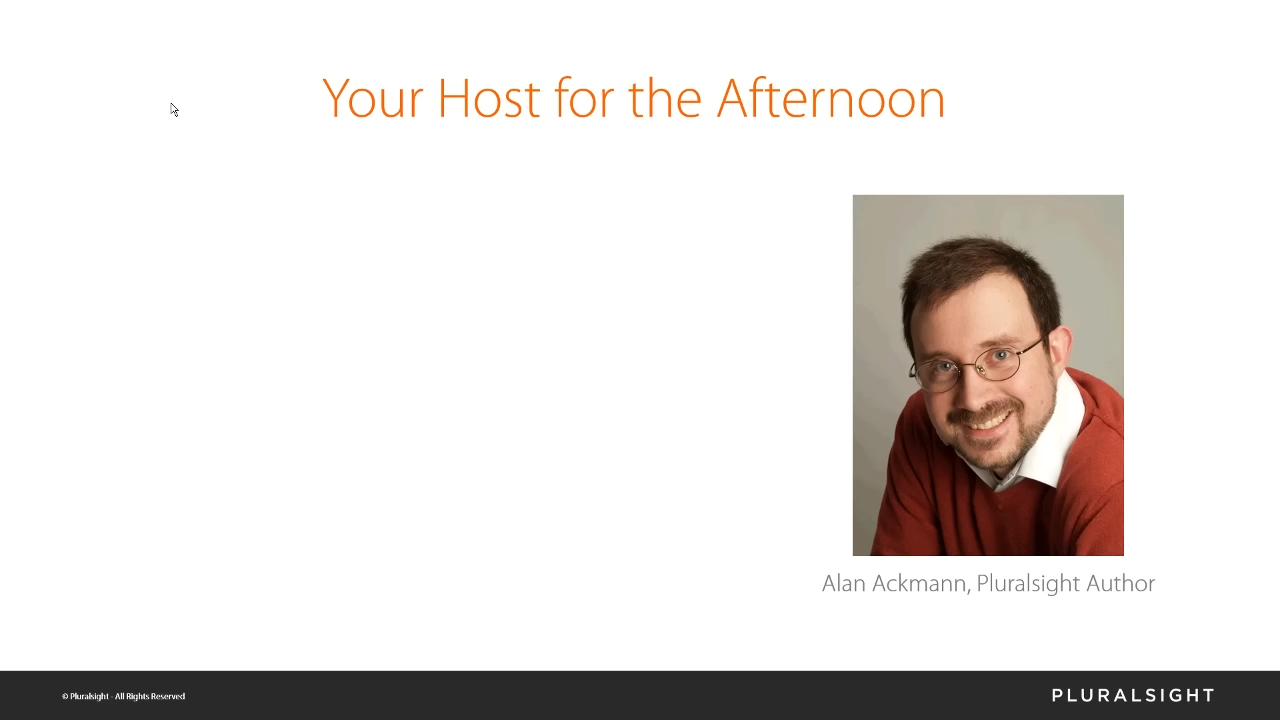 Your Host for the Afternoon
Alan Ackmann, Pluralsight Author
© Pluralsight - All Rights Reserved
PLURALSIGHT